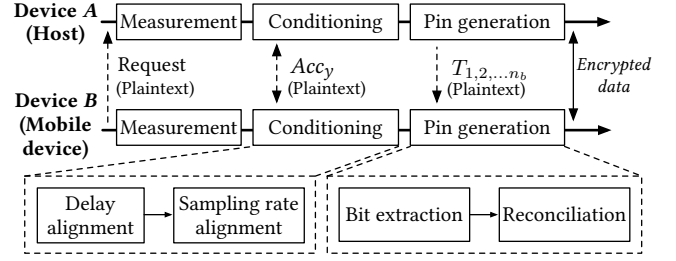 Device A
(Host)
Measurement
Conditioning
Pin generation
Request
(Plaintext)
Acc_y
(Plaintext)
T_{1,2,...n_b}
(Plaintext)
Encrypted
data
Device B
(Mobile
device)
Measurement
Conditioning
Pin generation
Delay
alignment
Sampling rate
alignment
Bit extraction
Reconciliation